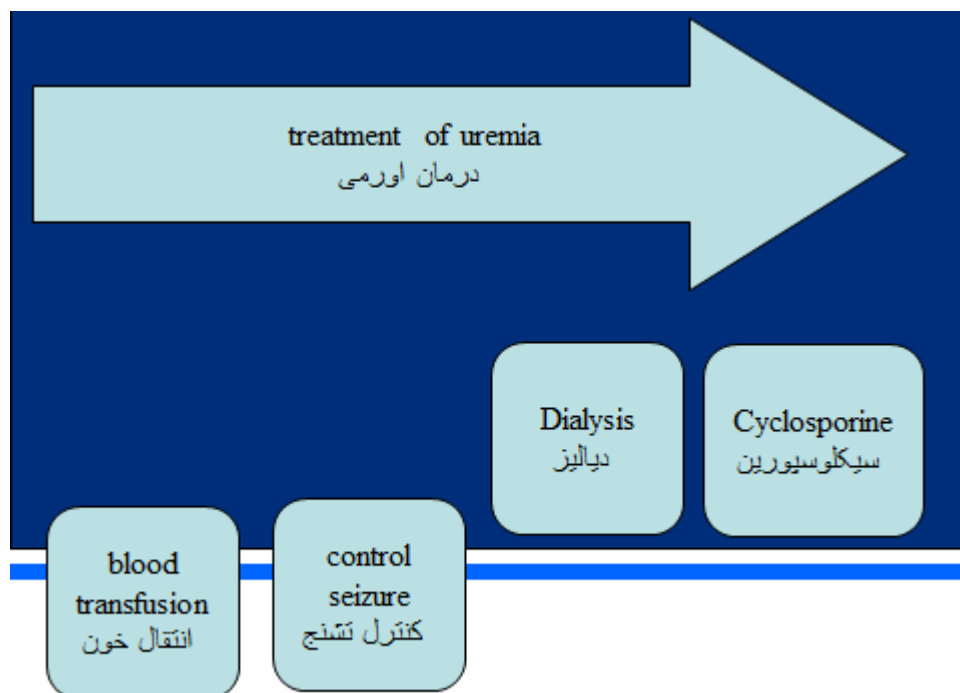 treatment of uremia
درمان اورمی
Dialysis
دیالیز
Cyclosporine
سیکلوسپورین
blood
transfusion
انتقال خون
control
seizure
کنترل تشنج